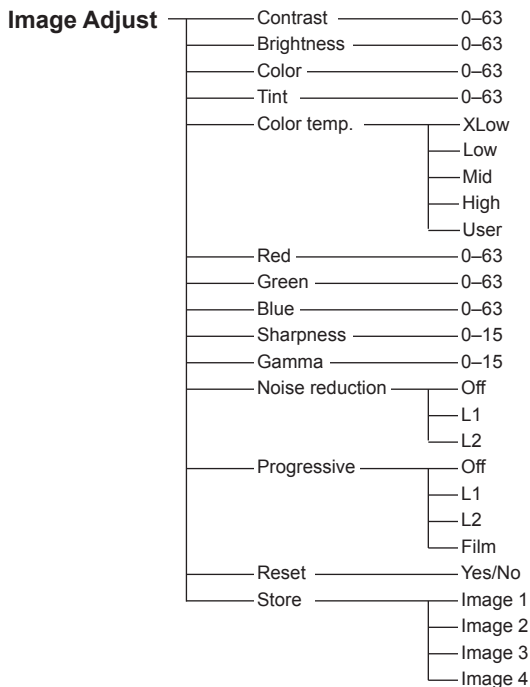 Image Adjust Contrast 0–63
Brightness 0–63
Color 0–63
Tint 0–63
Color temp. XLow
Low
Mid
High
User
Red 0–63
Green 0–63
Blue 0–63
Sharpness 0–15
Gamma 0–15
Noise reduction Off
L1
L2
Progressive Off
L1
L2
Film
Reset Yes/No
Store Image 1
Image 2
Image 3
Image 4